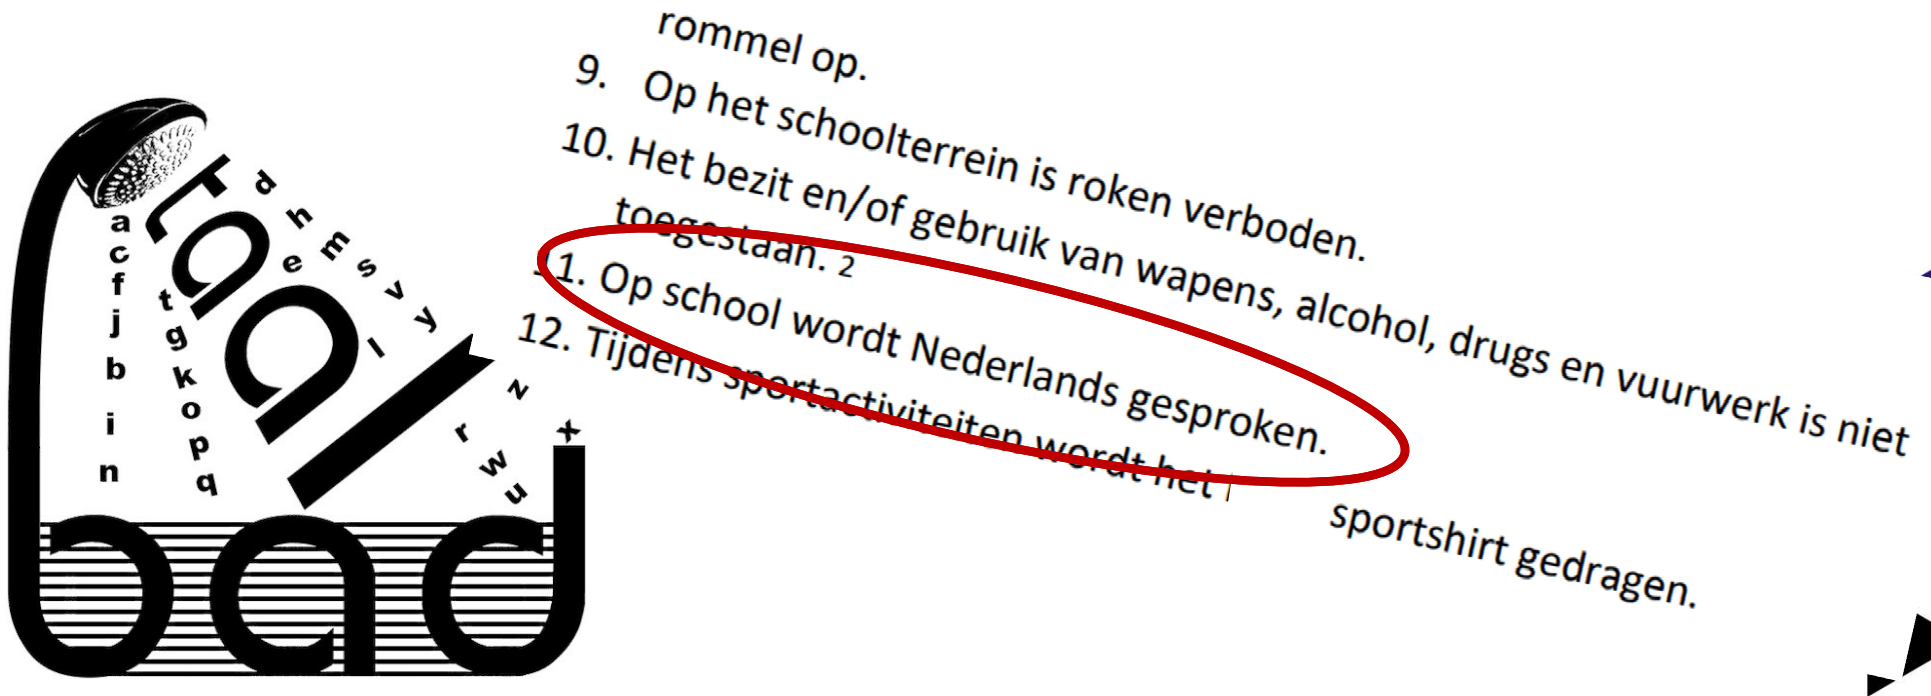 taal
bad
a
c
f
j
b
i
n
t
g
k
o
p
q
d
h
m
s
v
y
e
l
z
x
r
w
u
rommel op.
9. Op het schoolterrein is roken verboden.
10. Het bezit en/of gebruik van wapens, alcohol, drugs en vuurwerk is niet
toegestaan. 2
11. Op school wordt Nederlands gesproken.
12. Tijdens sportactiviteiten wordt het sportshirt gedragen.